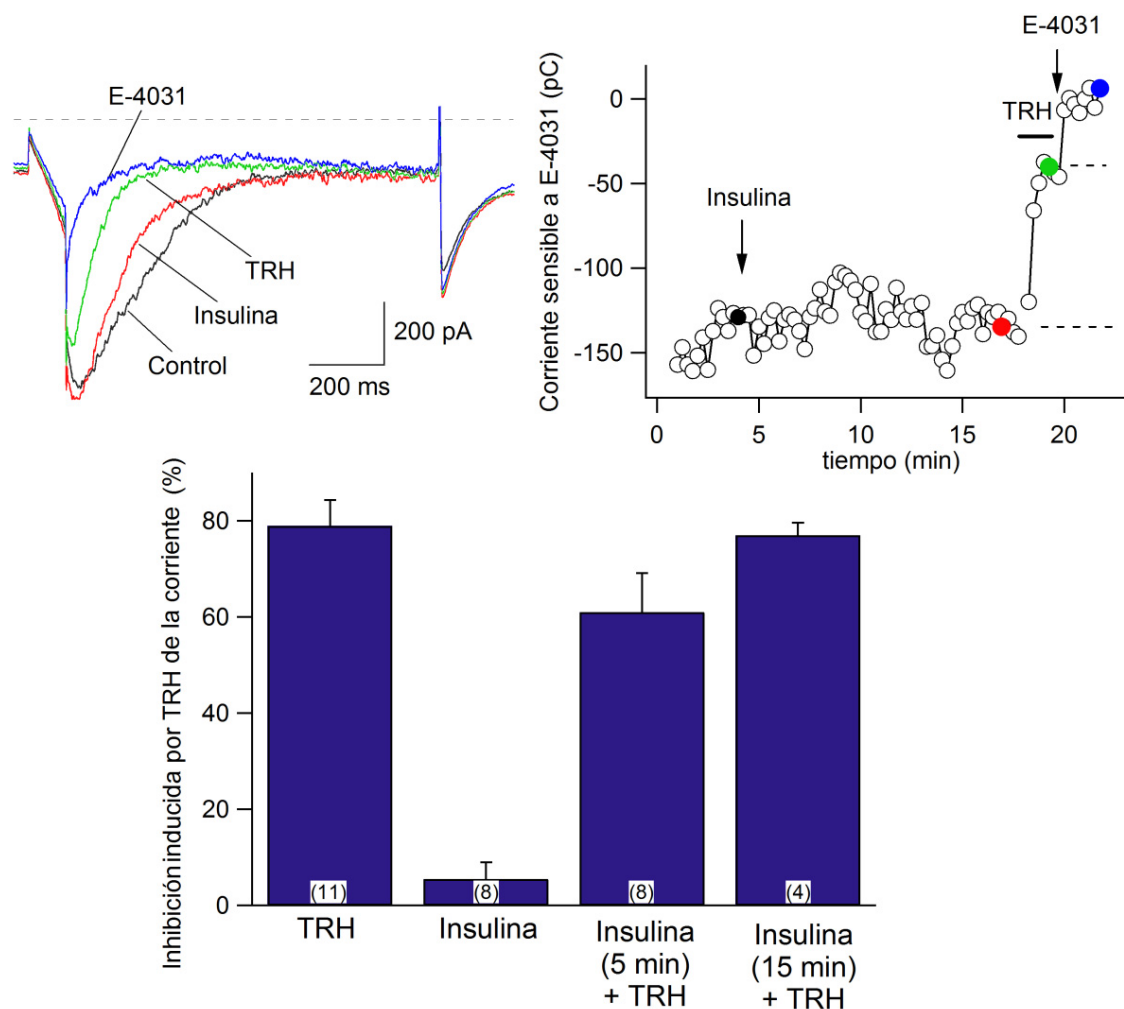 E-4031
TRH
Insulina
Control
200 pA
200 ms
E-4031
TRH
Insulina
Corriente sensible a E-4031 (pC)
0
-50
-100
-150
0
5
10
15
20
tiempo (min)
Inhibición inducida por TRH de la corriente (%)
80
60
40
20
0
(11)
(8)
(8)
(4)
TRH
Insulina
Insulina
(5 min)
+ TRH
Insulina
(15 min)
+ TRH